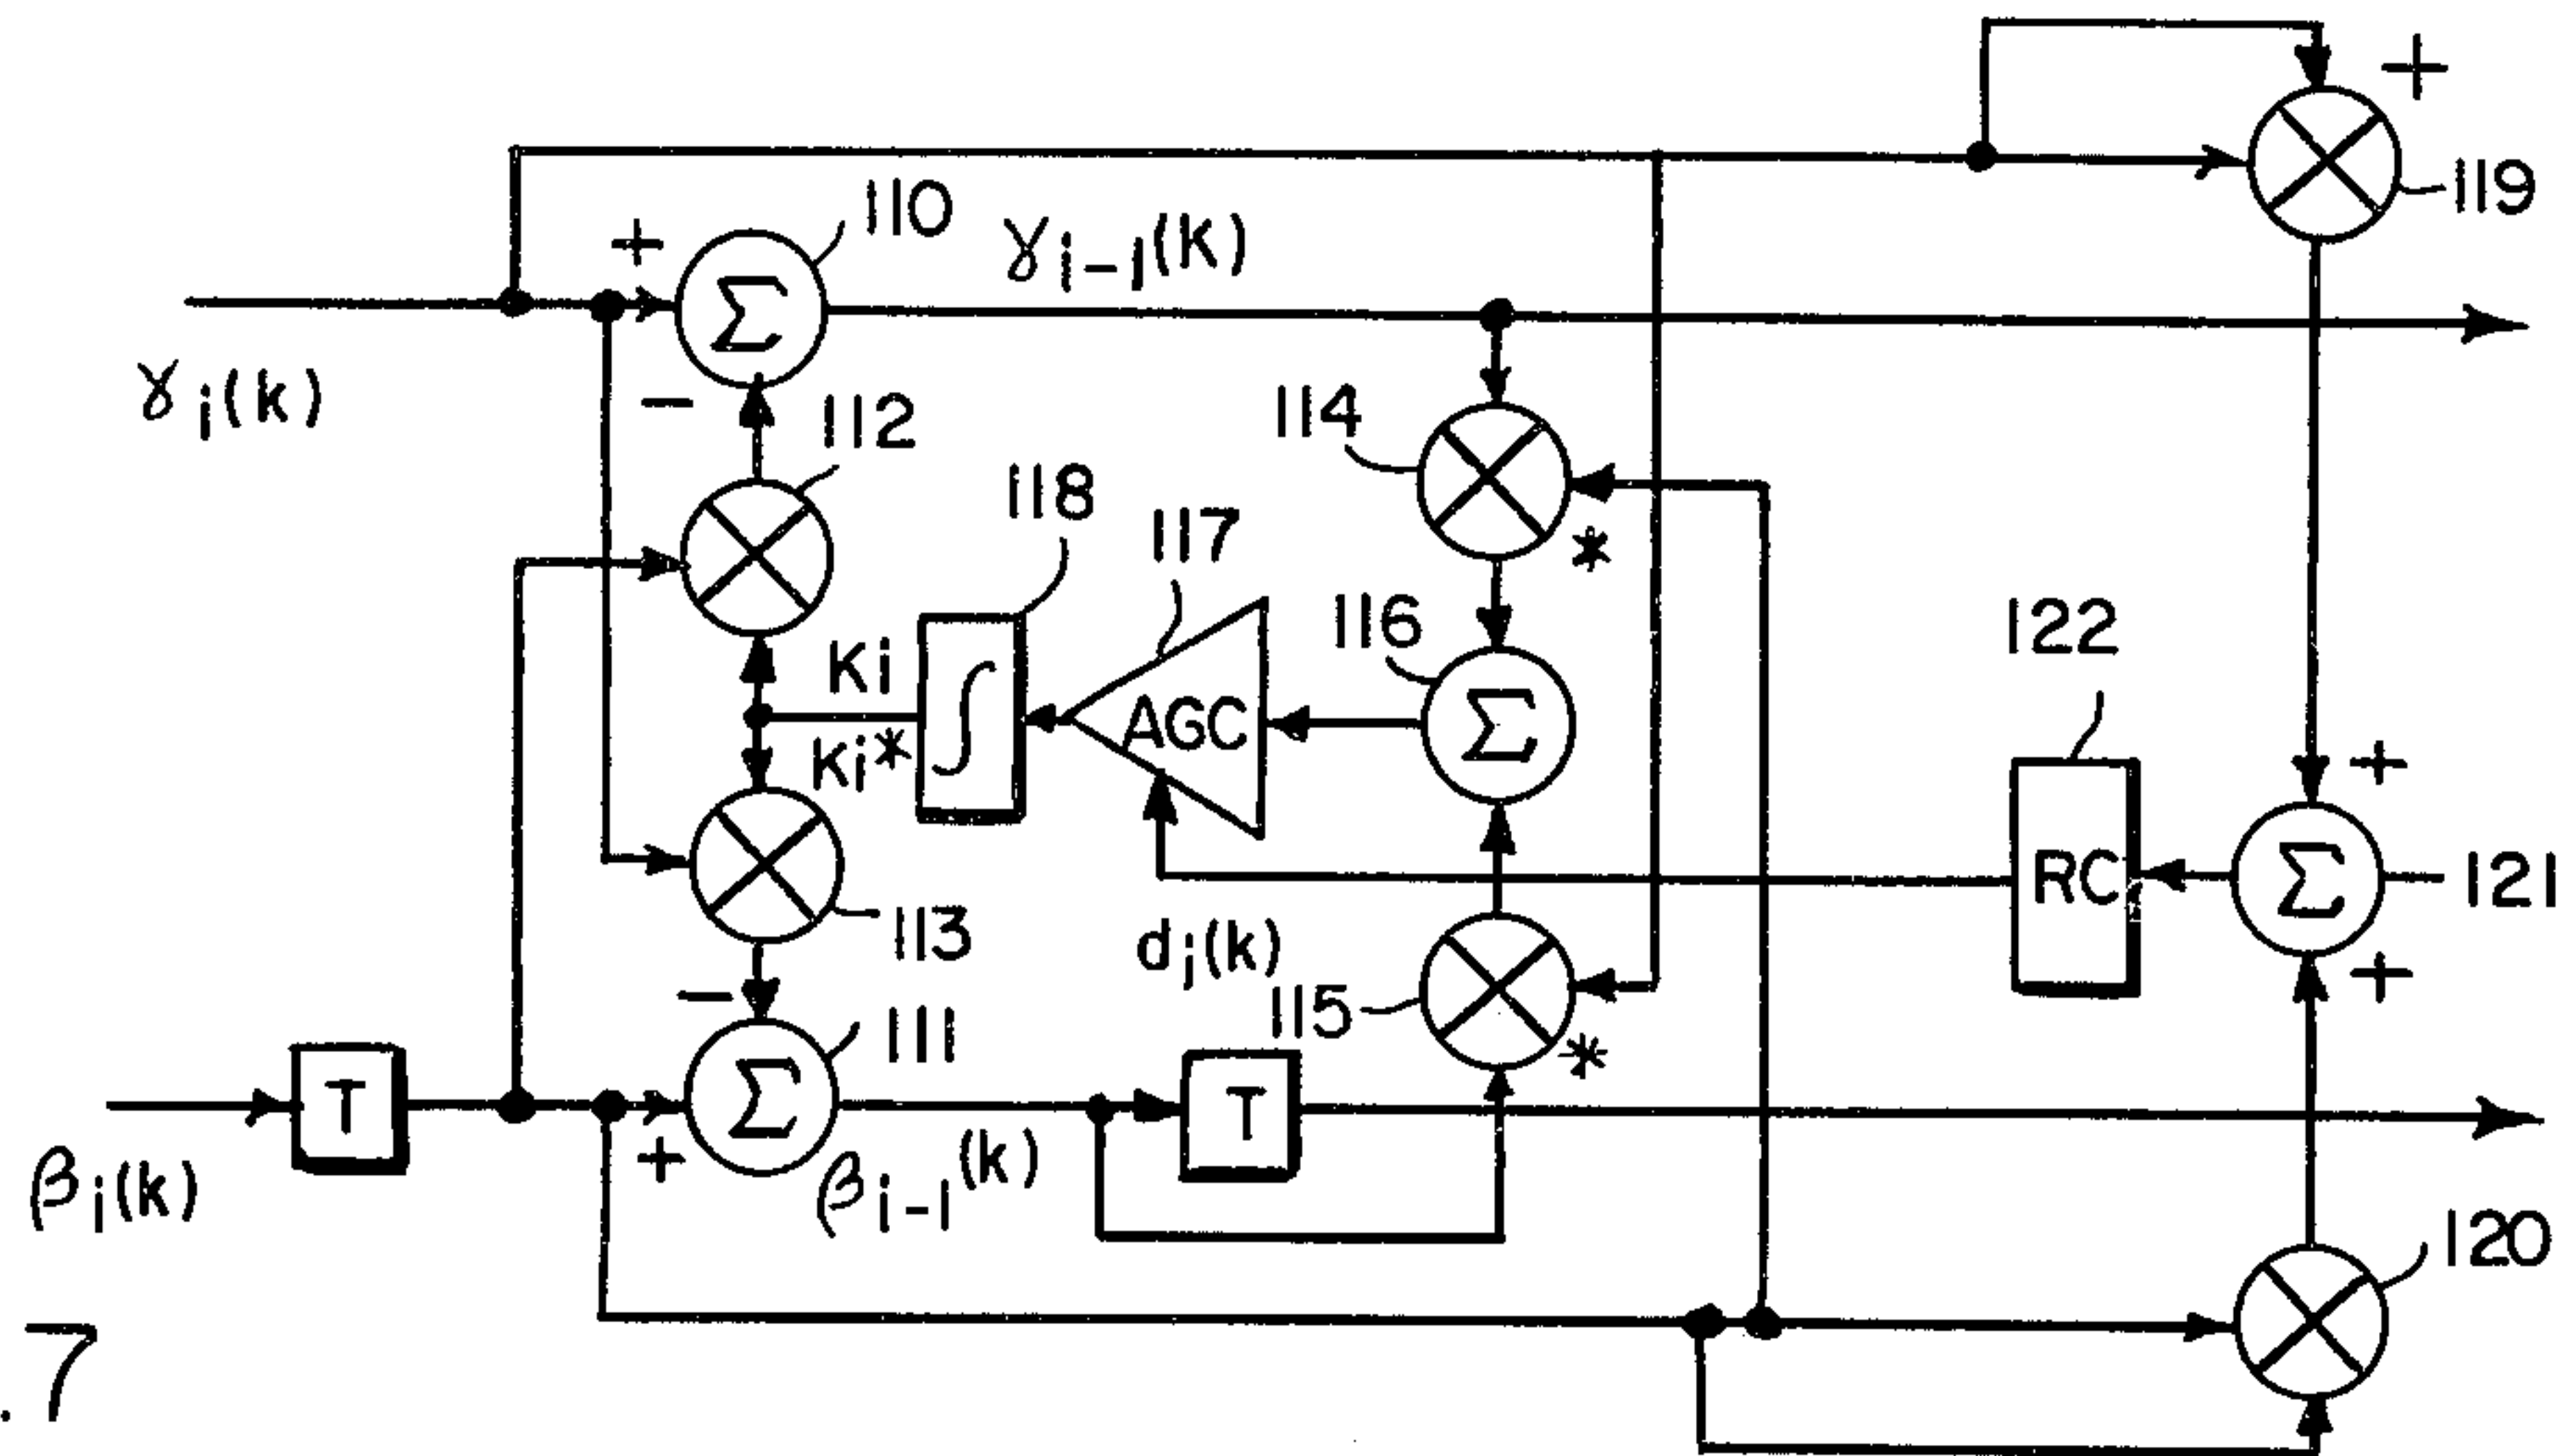 +
119
110
+
Σ
γi-1(k)
γi(k)
-
112
114
*
118
117
116
122
Ki
Ki*
∫
AGC
Σ
+
RC
Σ
121
113
di(k)
115
*
+
-
111
T
Σ
T
+
βi(k)
βi-1(k)
120
.7